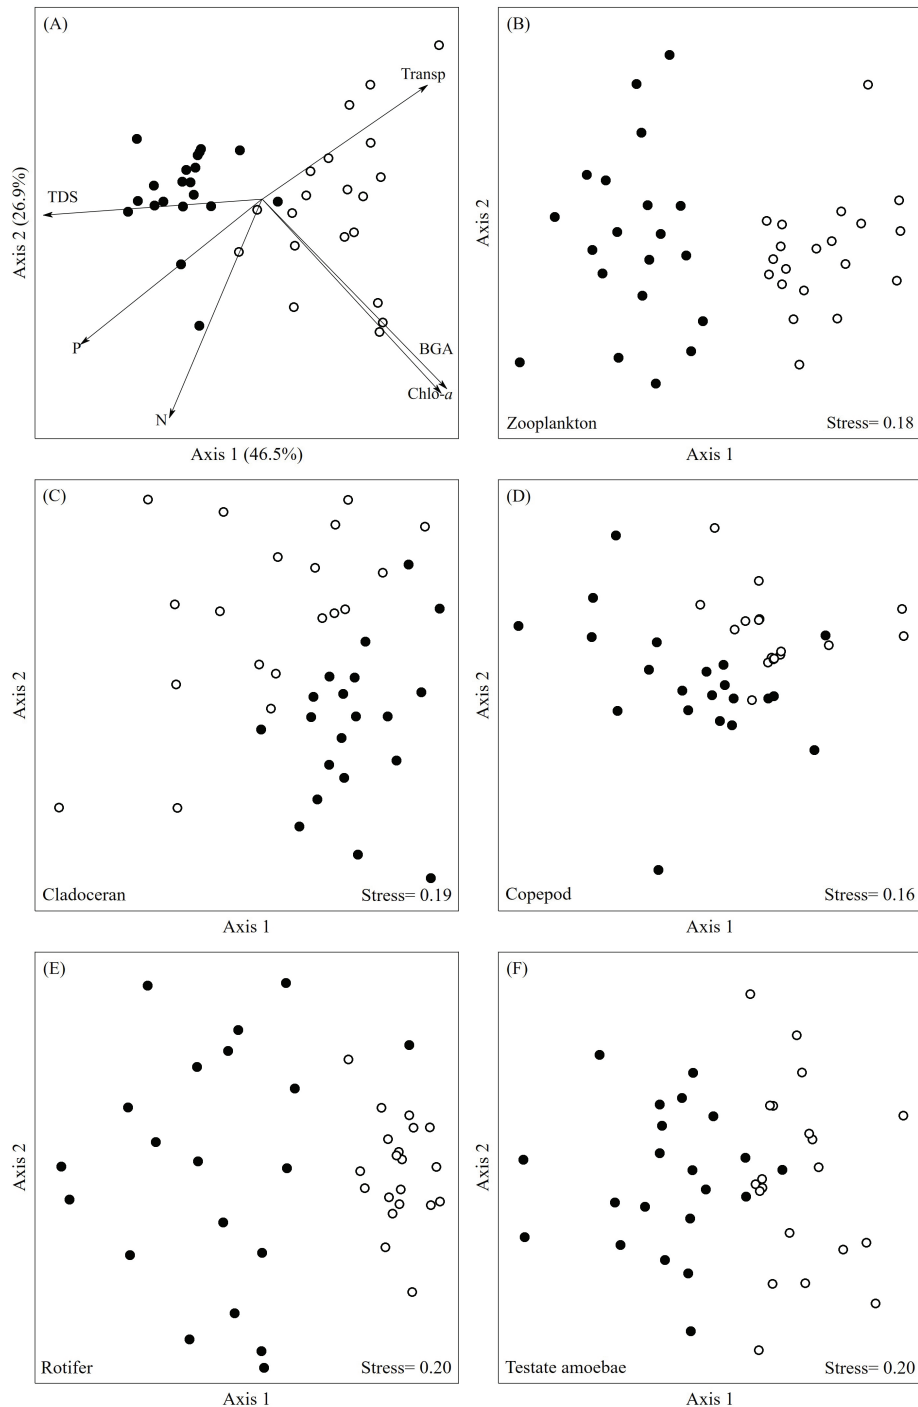 (A)
Transp
TDS
P
N
BGA
Chlo-a
Axis 2 (26.9%)
Axis 1 (46.5%)
(B)
Axis 2
Zooplankton
Stress= 0.18
Axis 1
(C)
Axis 2
Cladoceran
Stress= 0.19
Axis 1
(D)
Axis 2
Copepod
Stress= 0.16
Axis 1
(E)
Axis 2
Rotifer
Stress= 0.20
Axis 1
(F)
Axis 2
Testate amoebae
Stress= 0.20
Axis 1